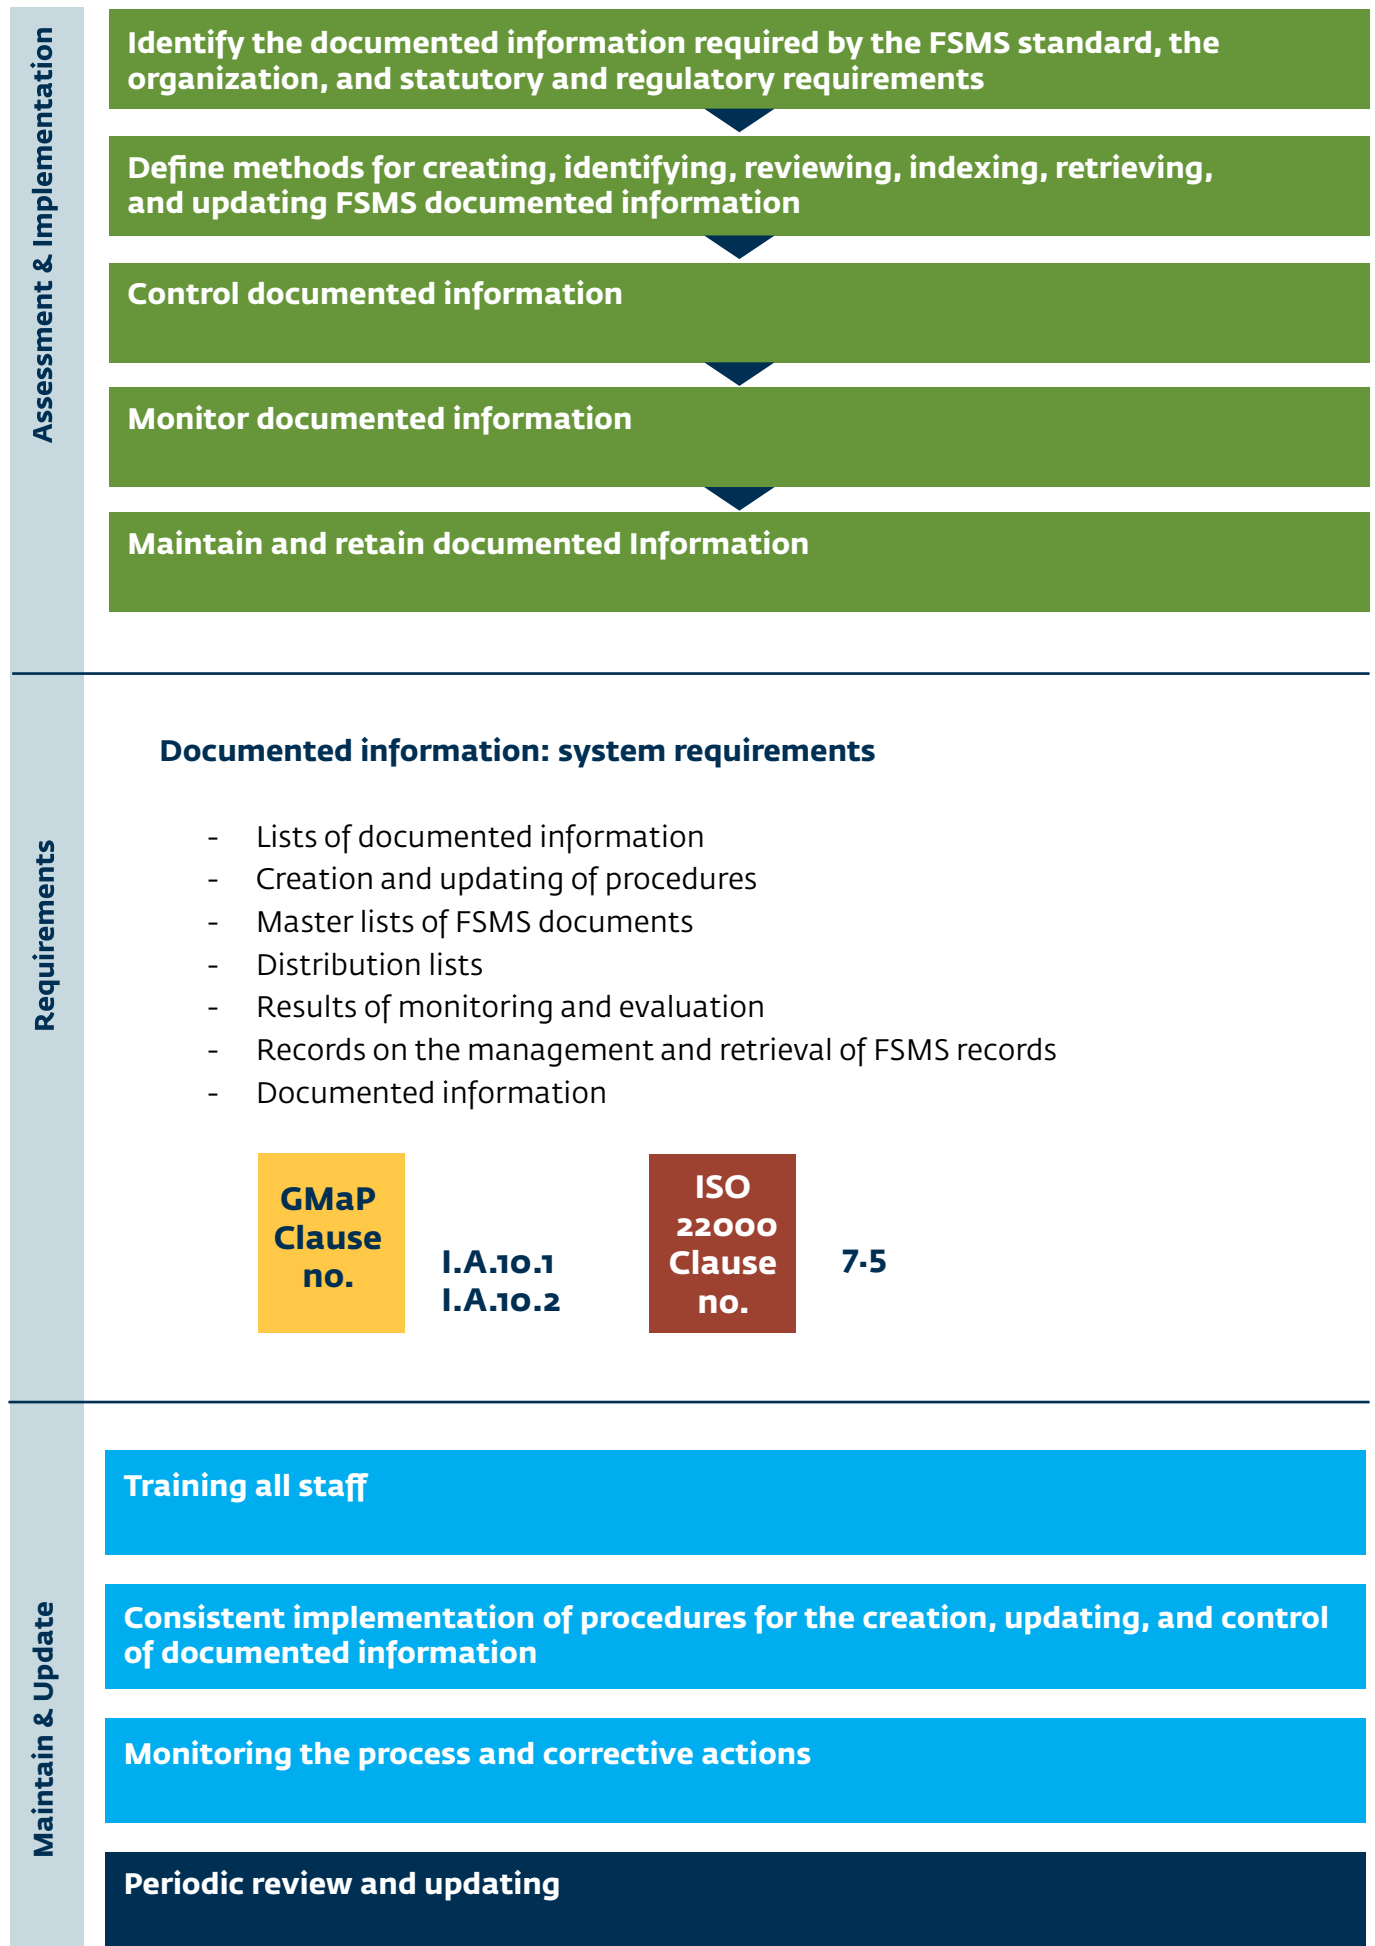 Assessment & Implementation
Identify the documented information required by the FSMS standard, the
organization, and statutory and regulatory requirements
Define methods for creating, identifying, reviewing, indexing, retrieving,
and updating FSMS documented information
Control documented information
Monitor documented information
Maintain and retain documented Information
Requirements
Documented information: system requirements
- Lists of documented information
- Creation and updating of procedures
- Master lists of FSMS documents
- Distribution lists
- Results of monitoring and evaluation
- Records on the management and retrieval of FSMS records
- Documented information
GMaP
Clause
no.
I.A.10.1
I.A.10.2
ISO
22000
Clause
no.
7.5
Maintain & Update
Training all staff
Consistent implementation of procedures for the creation, updating, and control
of documented information
Monitoring the process and corrective actions
Periodic review and updating